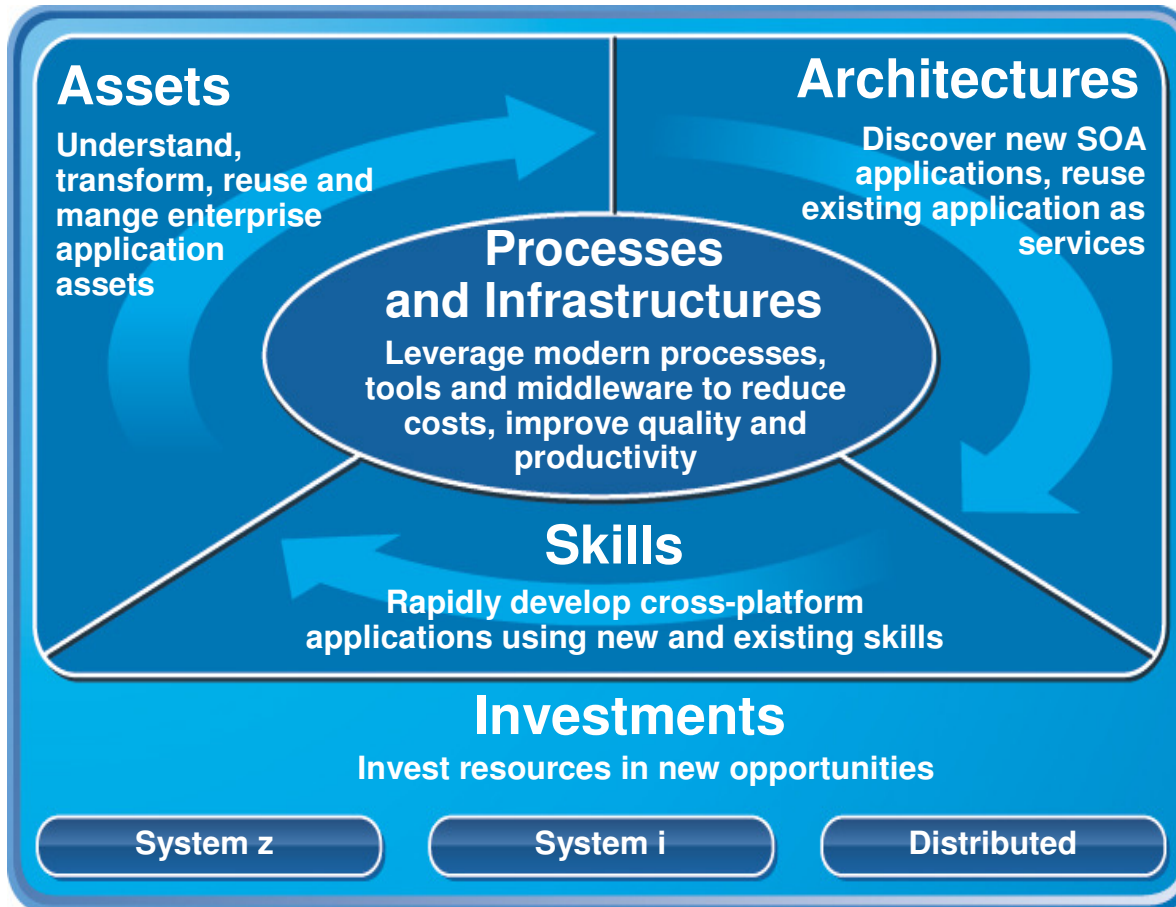 Assets
Understand,
transform, reuse and
mange enterprise
application
assets
Architectures
Discover new SOA
applications, reuse
existing application as
services
Processes
and Infrastructures
Leverage modern processes,
tools and middleware to reduce
costs, improve quality and
productivity
Skills
Rapidly develop cross-platform
applications using new and existing skills
Investments
Invest resources in new opportunities
System z
System i
Distributed